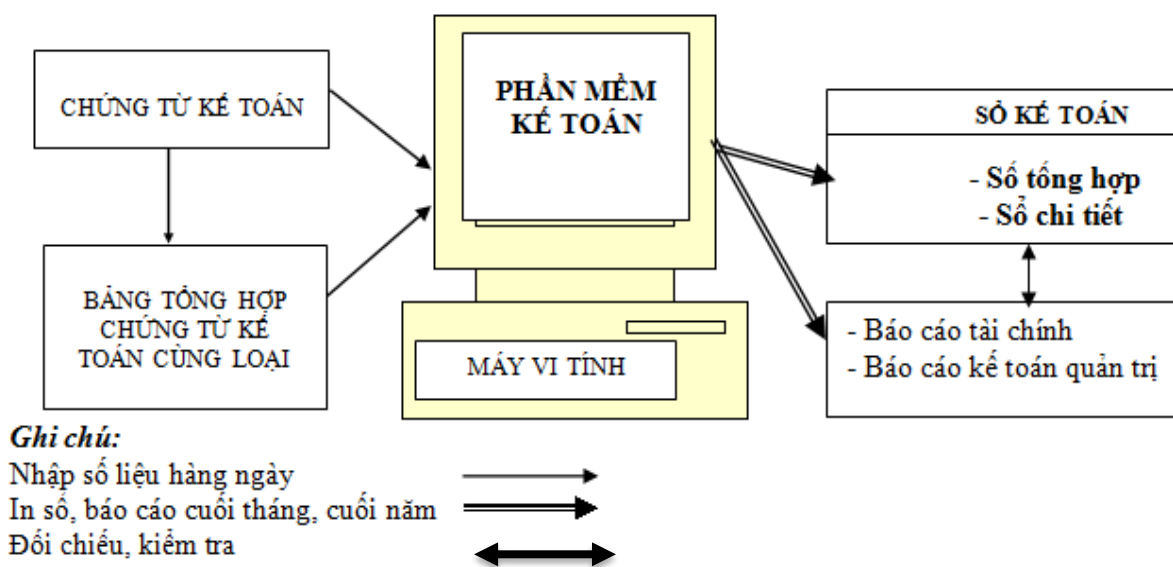 CHỨNG TỪ KẾ TOÁN
BẢNG TỔNG HỢP
CHỨNG TỪ KẾ
TOÁN CÙNG LOẠI
PHẦN MỀM
KẾ TOÁN
MÁY VI TÍNH
SỔ KẾ TOÁN
- Sổ tổng hợp
- Sổ chi tiết
- Báo cáo tài chính
- Báo cáo kế toán quản trị
Ghi chú:
Nhập số liệu hàng ngày
In sổ, báo cáo cuối tháng, cuối năm
Đối chiếu, kiểm tra